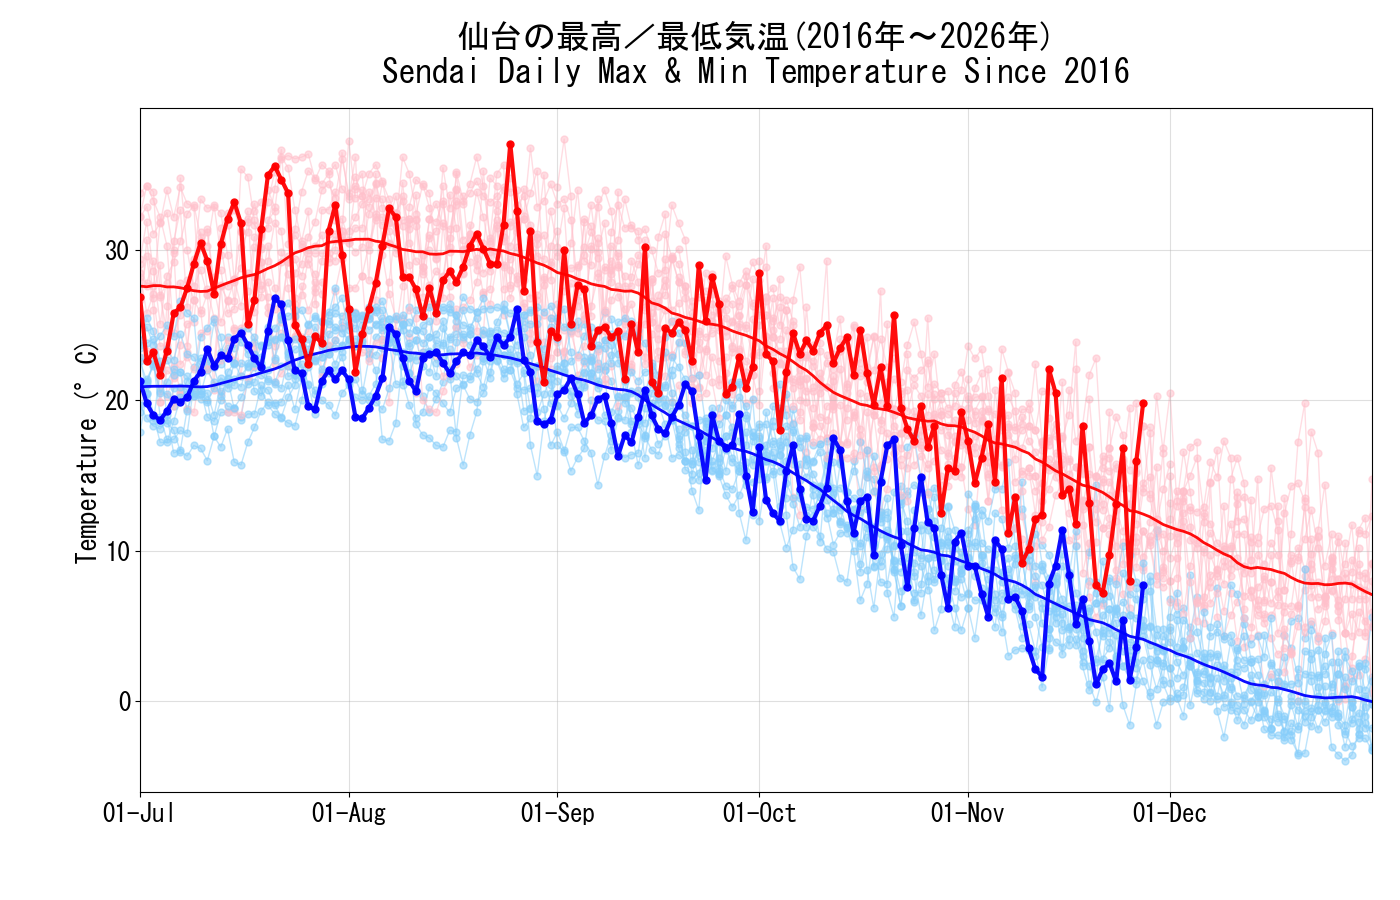 仙台の最高／最低気温(2016年～2026年)
Sendai Daily Max & Min Temperature Since 2016
Temperature (° C)
30
20
10
0
01-Jul 01-Aug 01-Sep 01-Oct 01-Nov 01-Dec